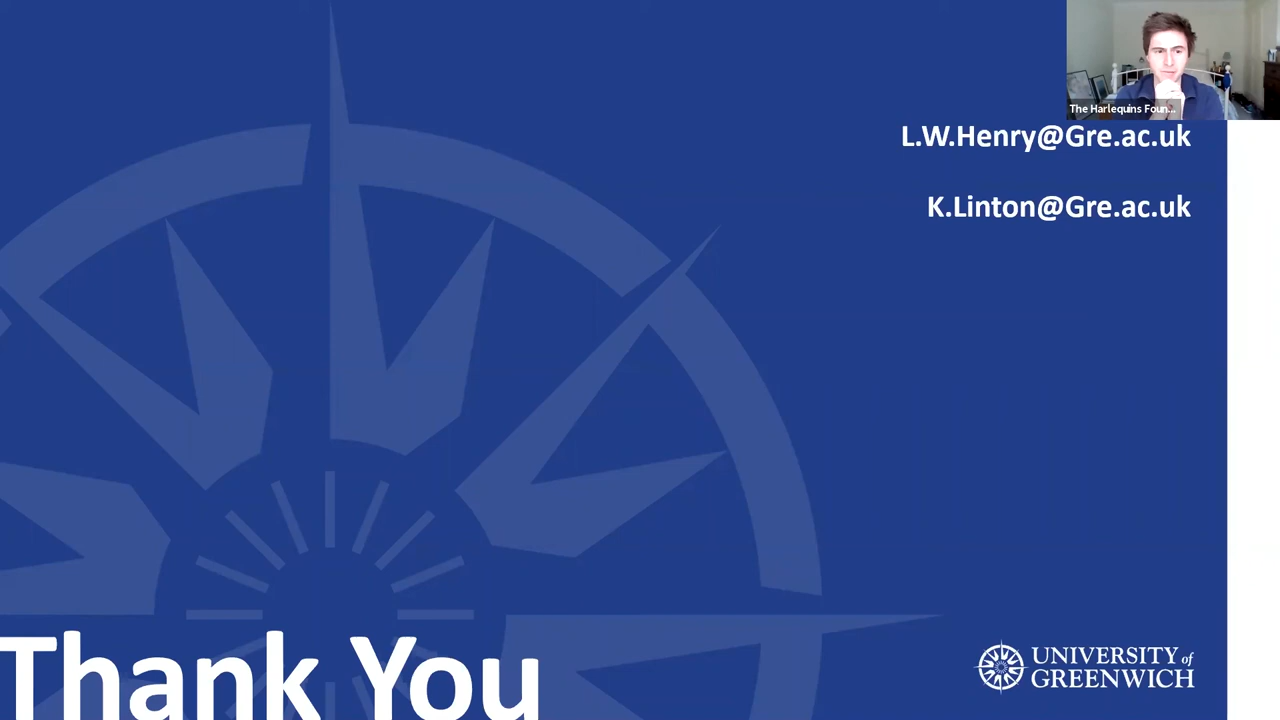 The Harlequins Foun...
L.W.Henry@Gre.ac.uk
K.Linton@Gre.ac.uk
Thank You
UNIVERSITY of
GREENWICH